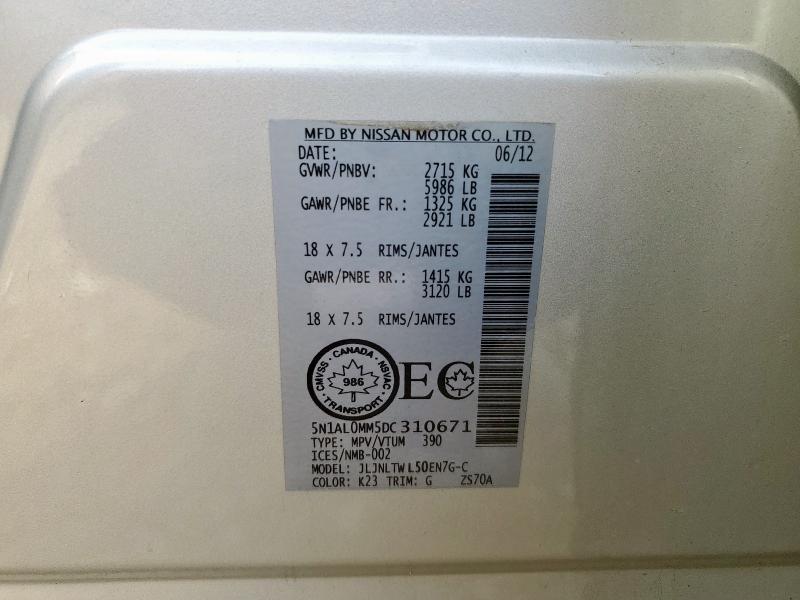 MFD BY NISSAN MOTOR CO., LTD.
DATE: 06/12
GVWR/PNBV: 2715 KG
5986 LB
GAWR/PNBE FR.: 1325 KG
2921 LB
18 X 7.5 RIMS/JANTES
GAWR/PNBE RR.: 1415 KG
3120 LB
18 X 7.5 RIMS/JANTES
CMVSS · CANADA · NSVAC · TRANSPORT
986
EC
5N1AL0MM5DC310671
TYPE: MPV/VTUM 390
ICES/NMB-002
MODEL: JLJNLTWL50EN7G-C
COLOR: K23 TRIM: G ZS70A